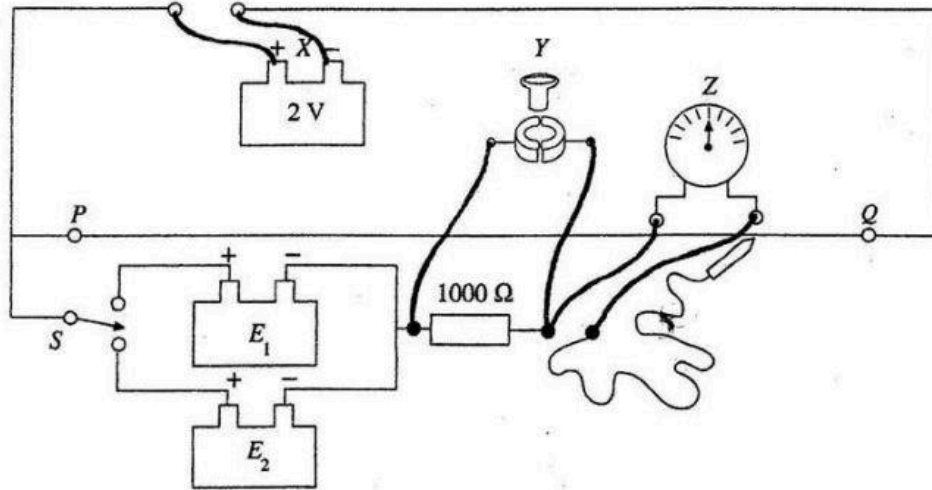 + X −
2 V
Y
Z
P
Q
S
+ −
E₁
1000 Ω
+ −
E₂